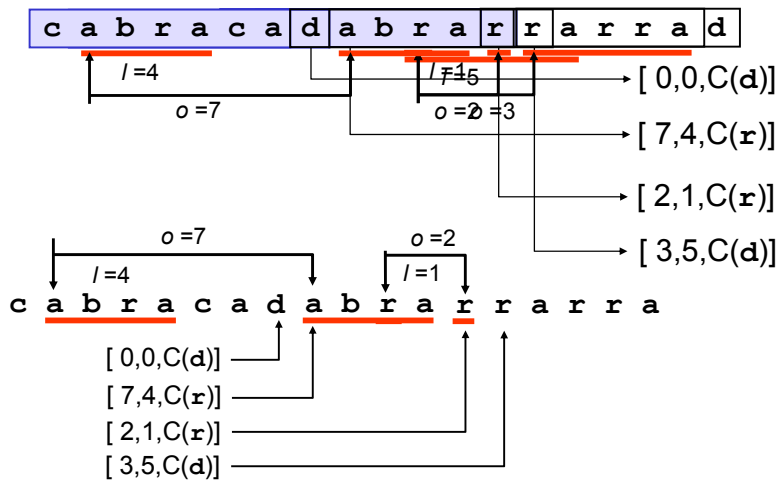 c a b r a c a d a b r a r r a r r a d
l =4
l =1
l =5
[ 0,0,C(d)]
o =7
o =2
o =3
[ 7,4,C(r)]
[ 2,1,C(r)]
[ 3,5,C(d)]
o =7
o =2
l =4
l =1
c a b r a c a d a b r a r r a r r a
[ 0,0,C(d)]
[ 7,4,C(r)]
[ 2,1,C(r)]
[ 3,5,C(d)]